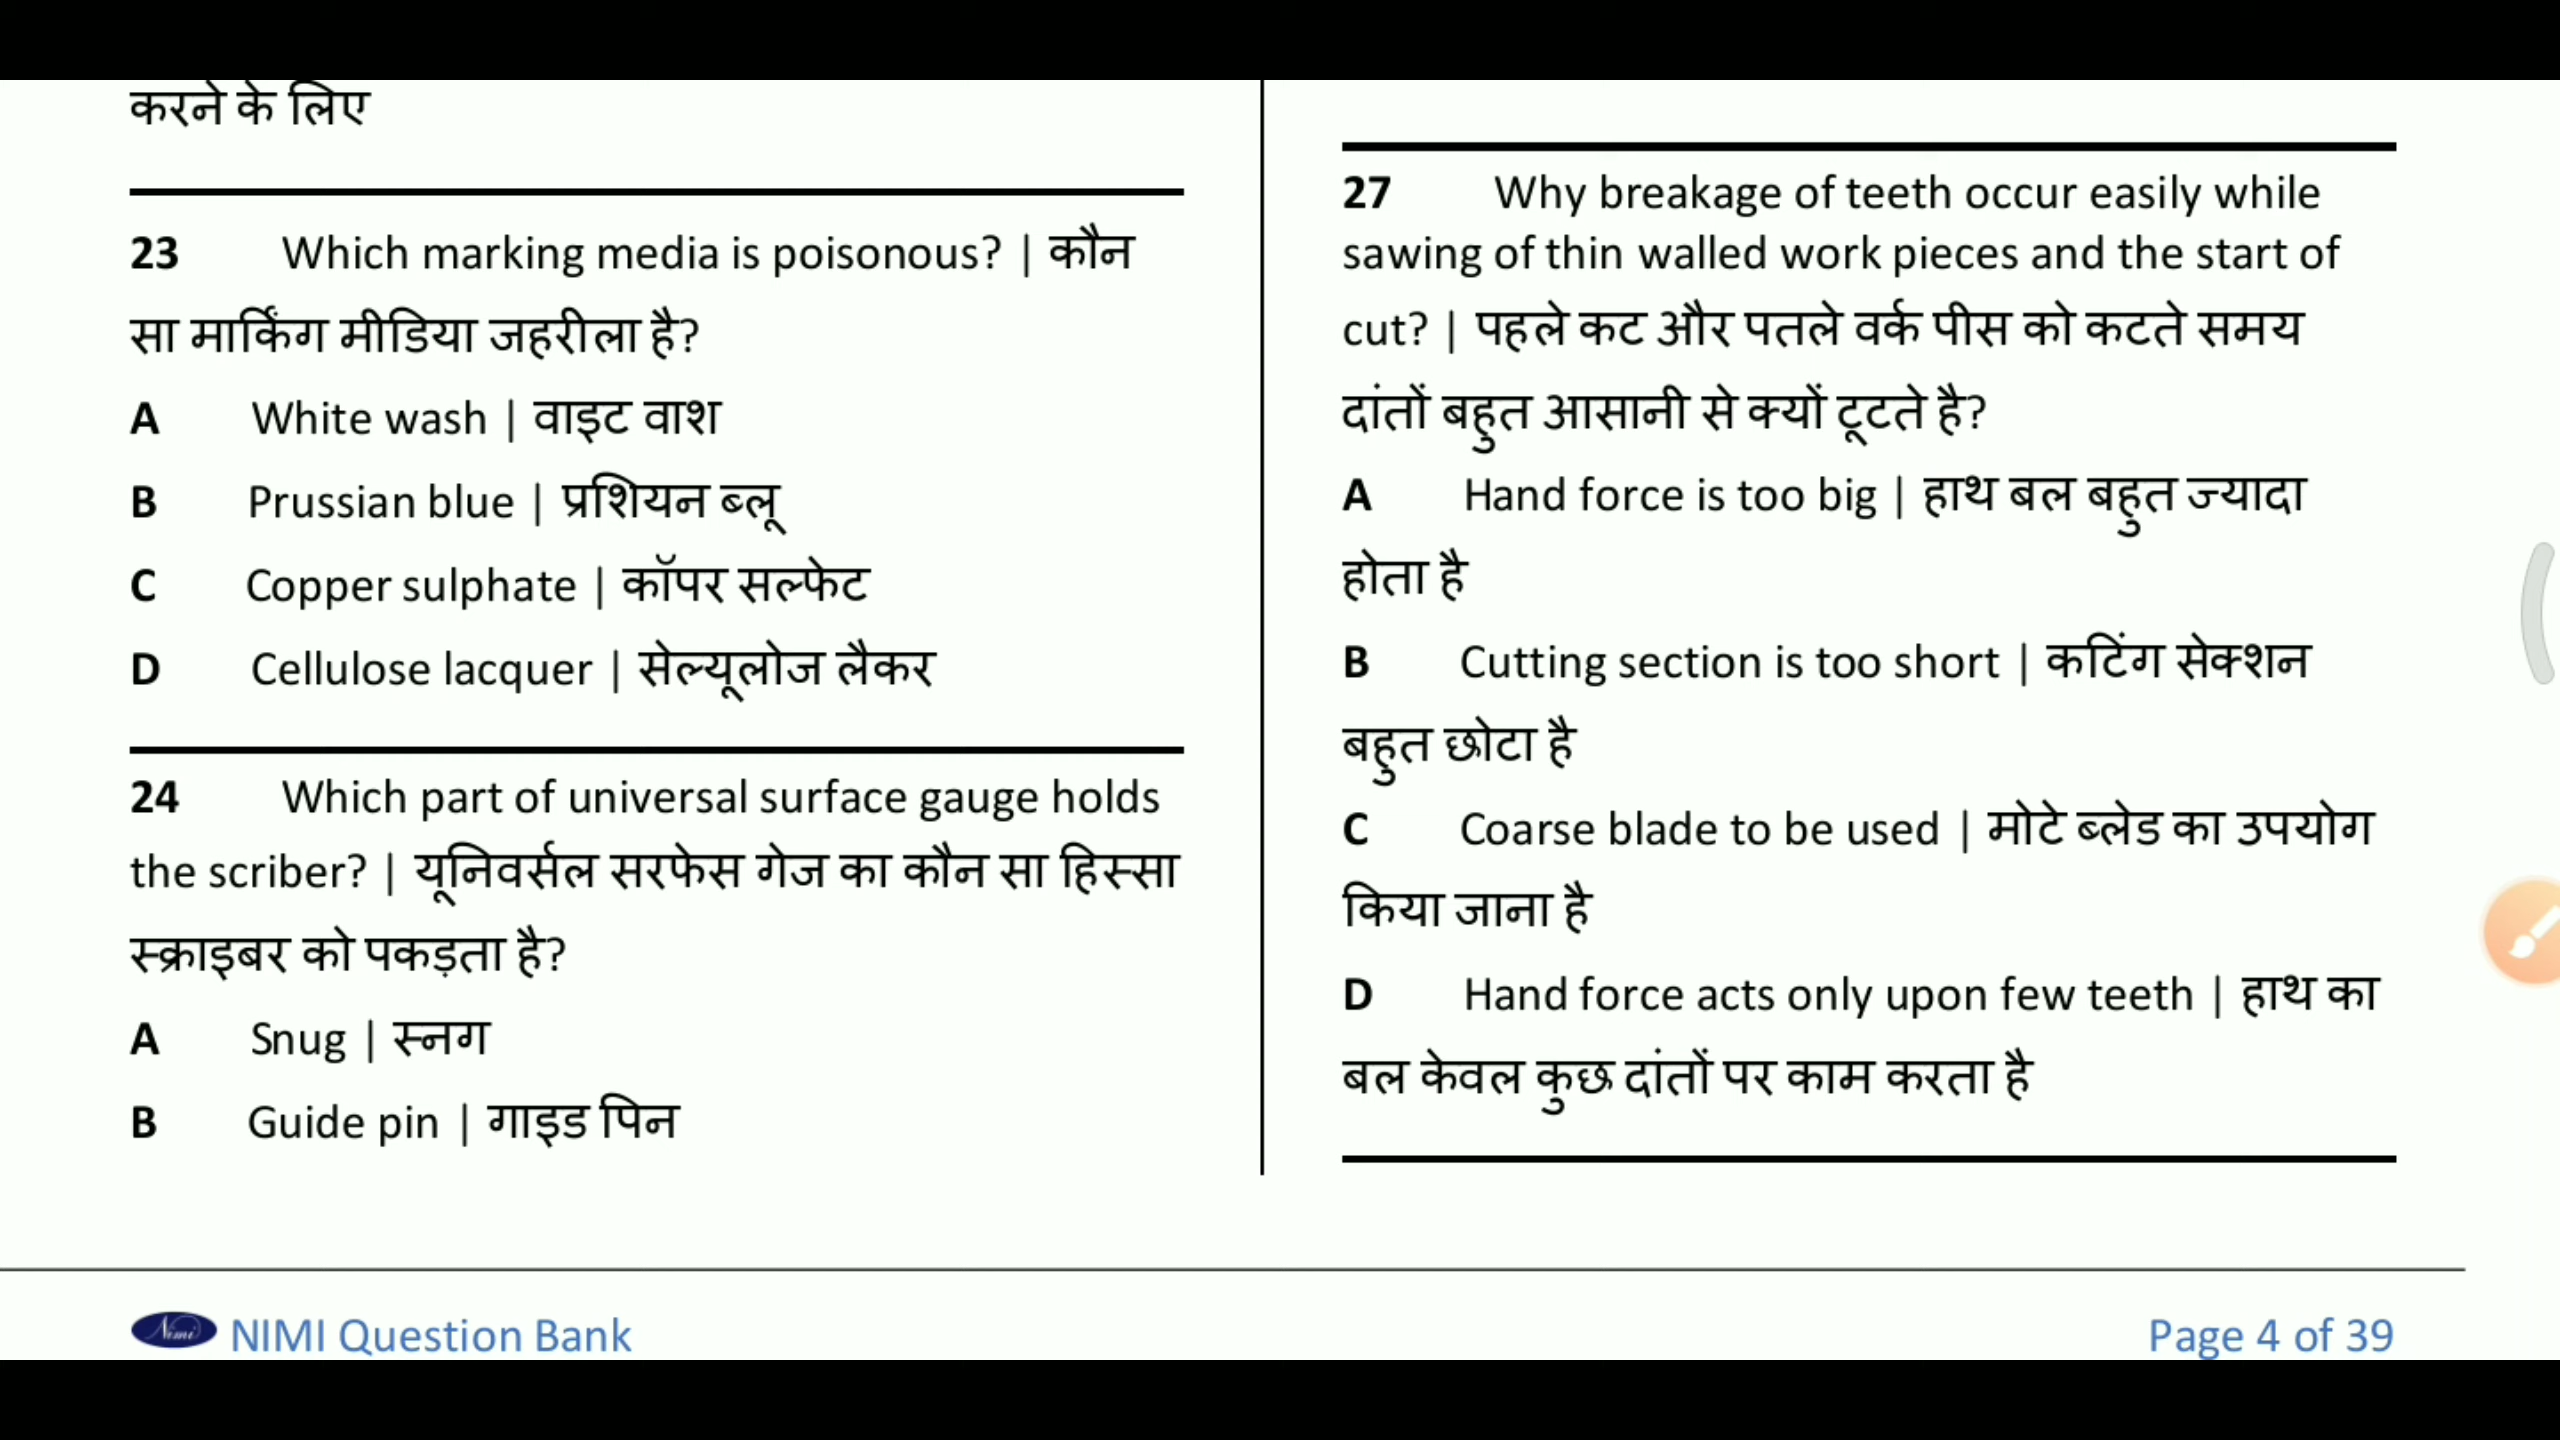 करने के लिए
23 Which marking media is poisonous? | कौन
सा मार्किंग मीडिया जहरीला है?
A White wash | वाइट वाश
B Prussian blue | प्रशियन ब्लू
C Copper sulphate | कॉपर सल्फेट
D Cellulose lacquer | सेल्यूलोज लैकर
24 Which part of universal surface gauge holds
the scriber? | यूनिवर्सल सरफेस गेज का कौन सा हिस्सा
स्क्राइबर को पकड़ता है?
A Snug | स्नग
B Guide pin | गाइड पिन
27 Why breakage of teeth occur easily while
sawing of thin walled work pieces and the start of
cut? | पहले कट और पतले वर्क पीस को कटते समय
दांतों बहुत आसानी से क्यों टूटते है?
A Hand force is too big | हाथ बल बहुत ज्यादा
होता है
B Cutting section is too short | कटिंग सेक्शन
बहुत छोटा है
C Coarse blade to be used | मोटे ब्लेड का उपयोग
किया जाना है
D Hand force acts only upon few teeth | हाथ का
बल केवल कुछ दांतों पर काम करता है
Nimi NIMI Question Bank
Page 4 of 39